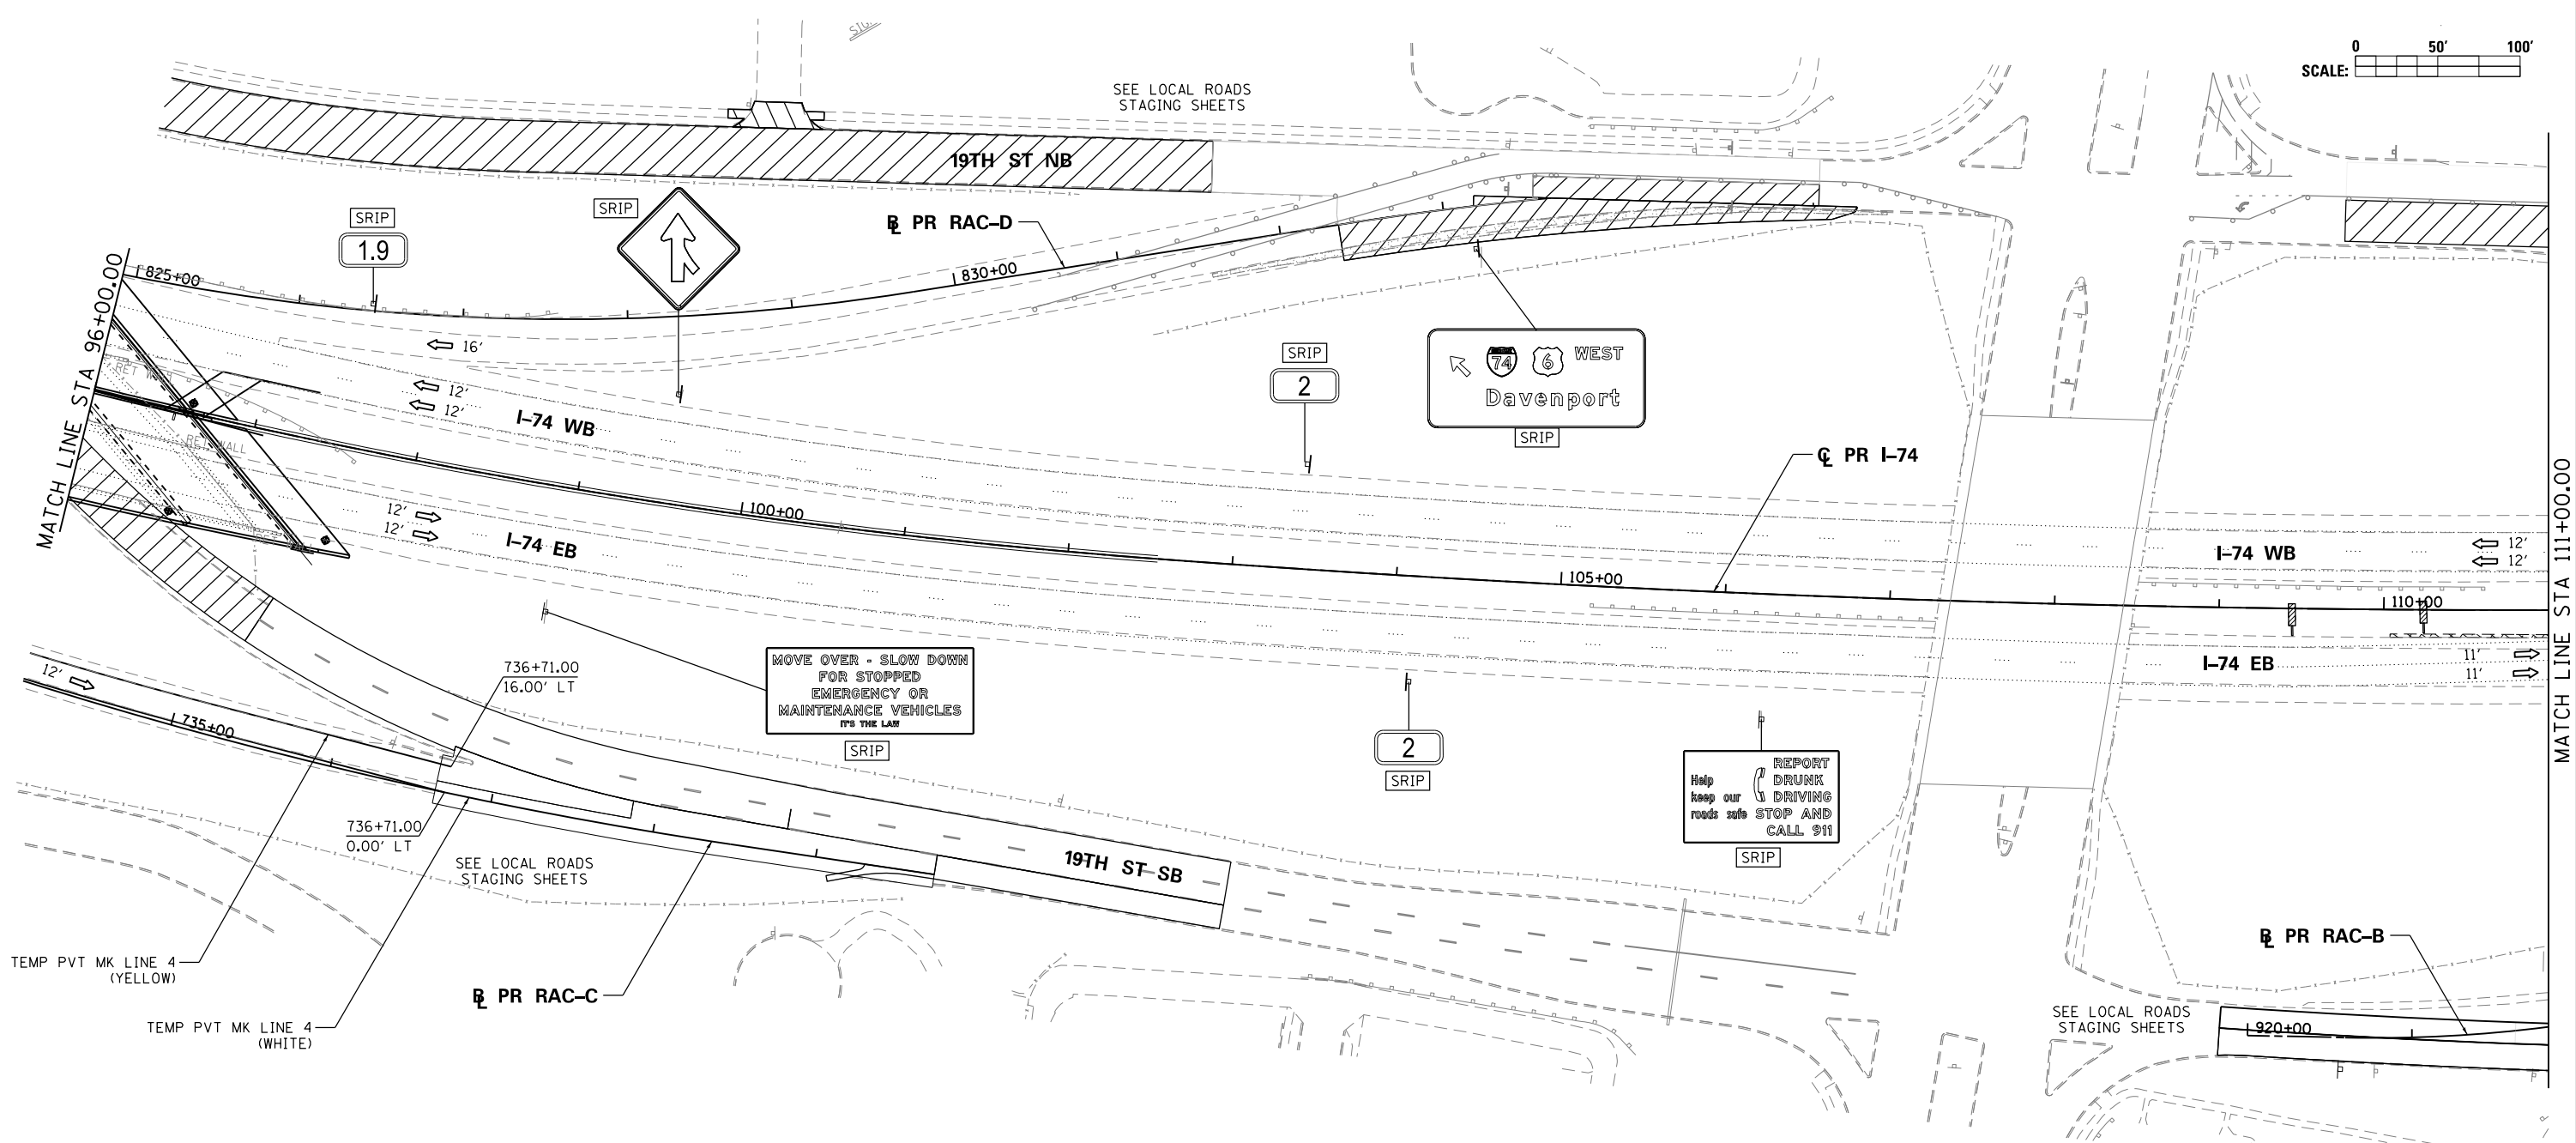 0 50' 100'
SCALE:
SEE LOCAL ROADS
STAGING SHEETS
19TH ST NB
SRIP
1.9
SRIP
℄ PR RAC-D
825+00
830+00
MATCH LINE STA 96+00.00
16'
12'
12'
I-74 WB
RET WALL
SRIP
2
74 6 WEST
Davenport
SRIP
℄ PR I-74
100+00
105+00
12'
12'
I-74 EB
I-74 WB
12'
12'
110+00
I-74 EB
11'
11'
MATCH LINE STA 111+00.00
12'
735+00
736+71.00
16.00' LT
MOVE OVER - SLOW DOWN
FOR STOPPED
EMERGENCY OR
MAINTENANCE VEHICLES
IT'S THE LAW
SRIP
2
SRIP
REPORT
Help DRUNK
keep our DRIVING
roads safe STOP AND
CALL 911
SRIP
736+71.00
0.00' LT
SEE LOCAL ROADS
STAGING SHEETS
19TH ST SB
TEMP PVT MK LINE 4
(YELLOW)
TEMP PVT MK LINE 4
(WHITE)
℄ PR RAC-C
℄ PR RAC-B
SEE LOCAL ROADS
STAGING SHEETS
920+00